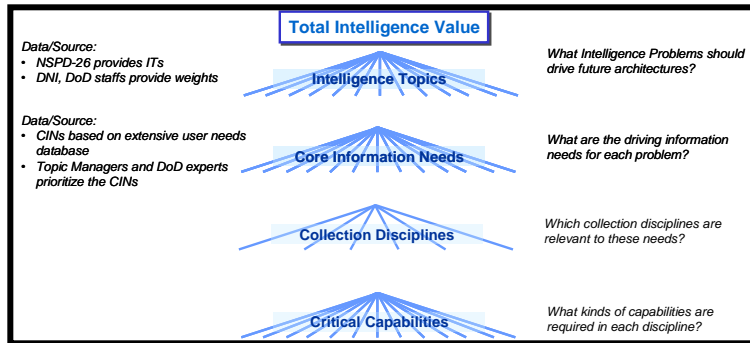 Total Intelligence Value
Data/Source:
• NSPD-26 provides ITs
• DNI, DoD staffs provide weights
Intelligence Topics
What Intelligence Problems should
drive future architectures?
Data/Source:
• CINs based on extensive user needs
database
• Topic Managers and DoD experts
prioritize the CINs
Core Information Needs
What are the driving information
needs for each problem?
Collection Disciplines
Which collection disciplines are
relevant to these needs?
Critical Capabilities
What kinds of capabilities are
required in each discipline?